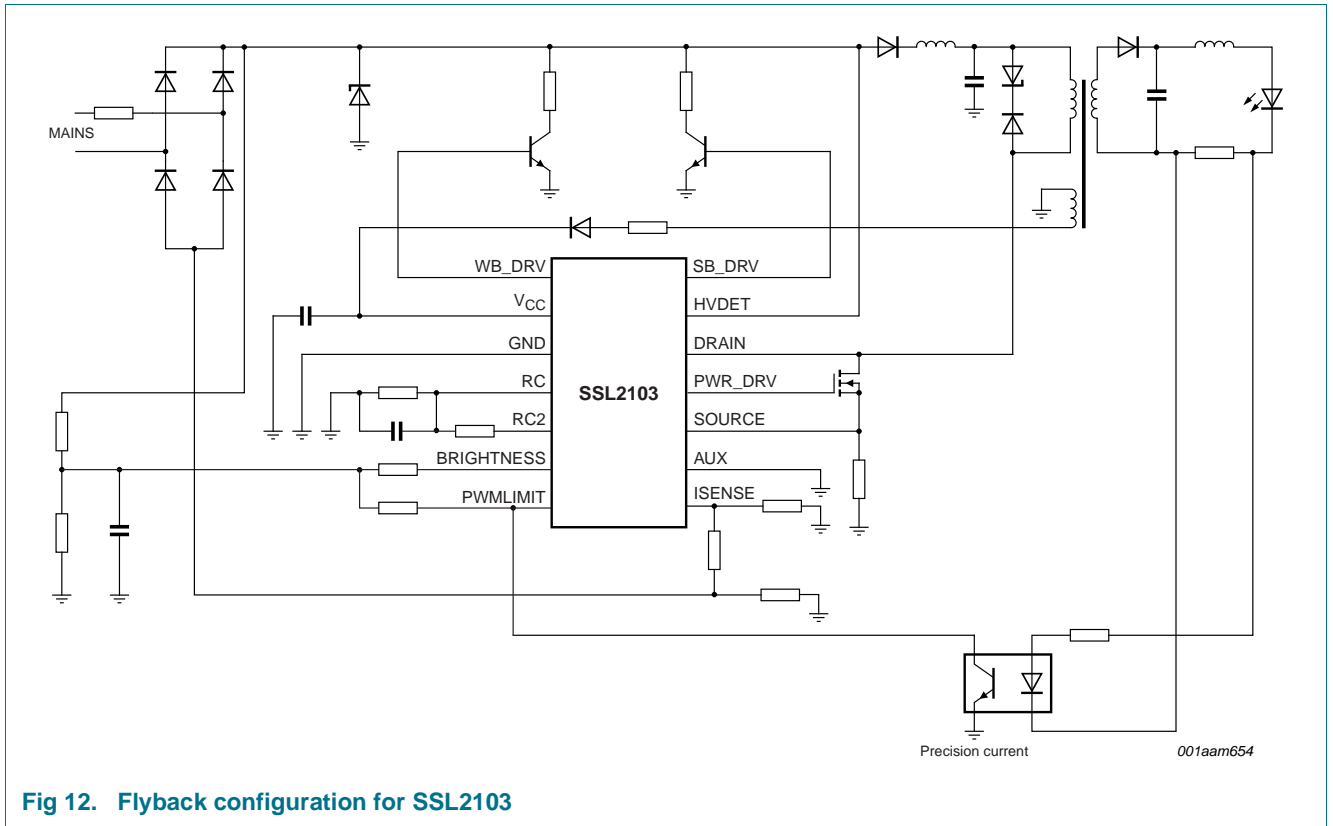 MAINS
WB_DRV
SB_DRV
VCC
HVDET
GND
DRAIN
RC
PWR_DRV
SSL2103
RC2
SOURCE
BRIGHTNESS
AUX
PWMLIMIT
ISENSE
Precision current
001aam654
Fig 12. Flyback configuration for SSL2103